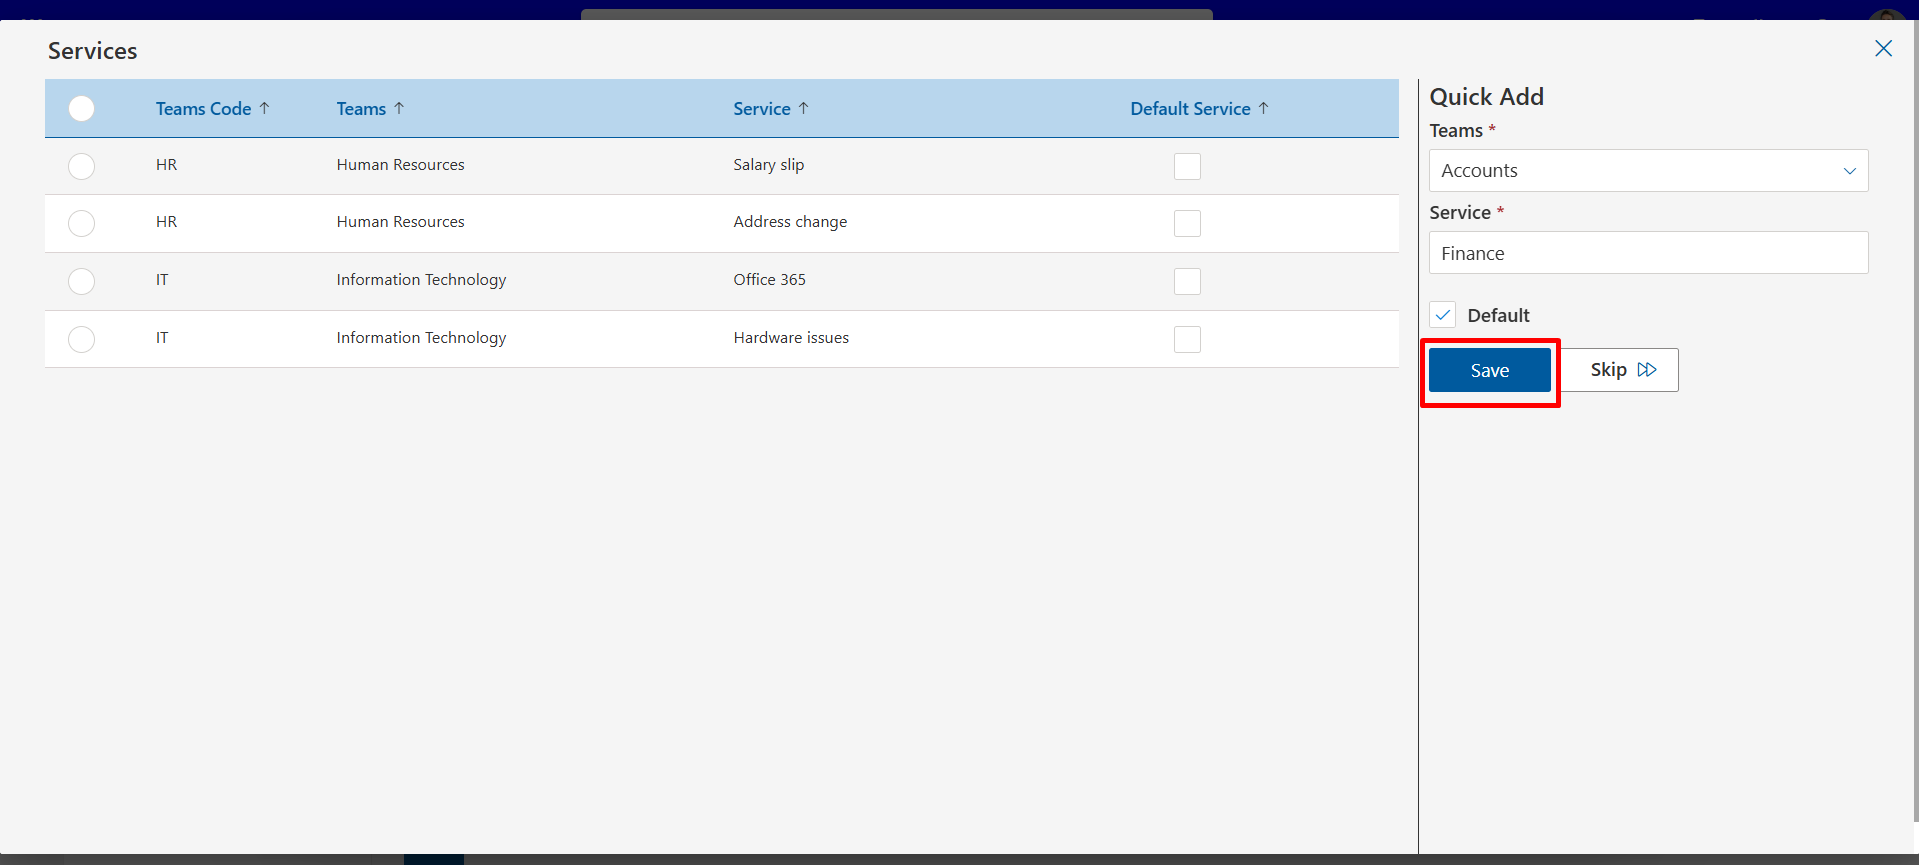 Services
Teams Code Teams Service Default Service
HR Human Resources Salary slip
HR Human Resources Address change
IT Information Technology Office 365
IT Information Technology Hardware issues
Quick Add
Teams *
Accounts
Service *
Finance
Default
Save Skip